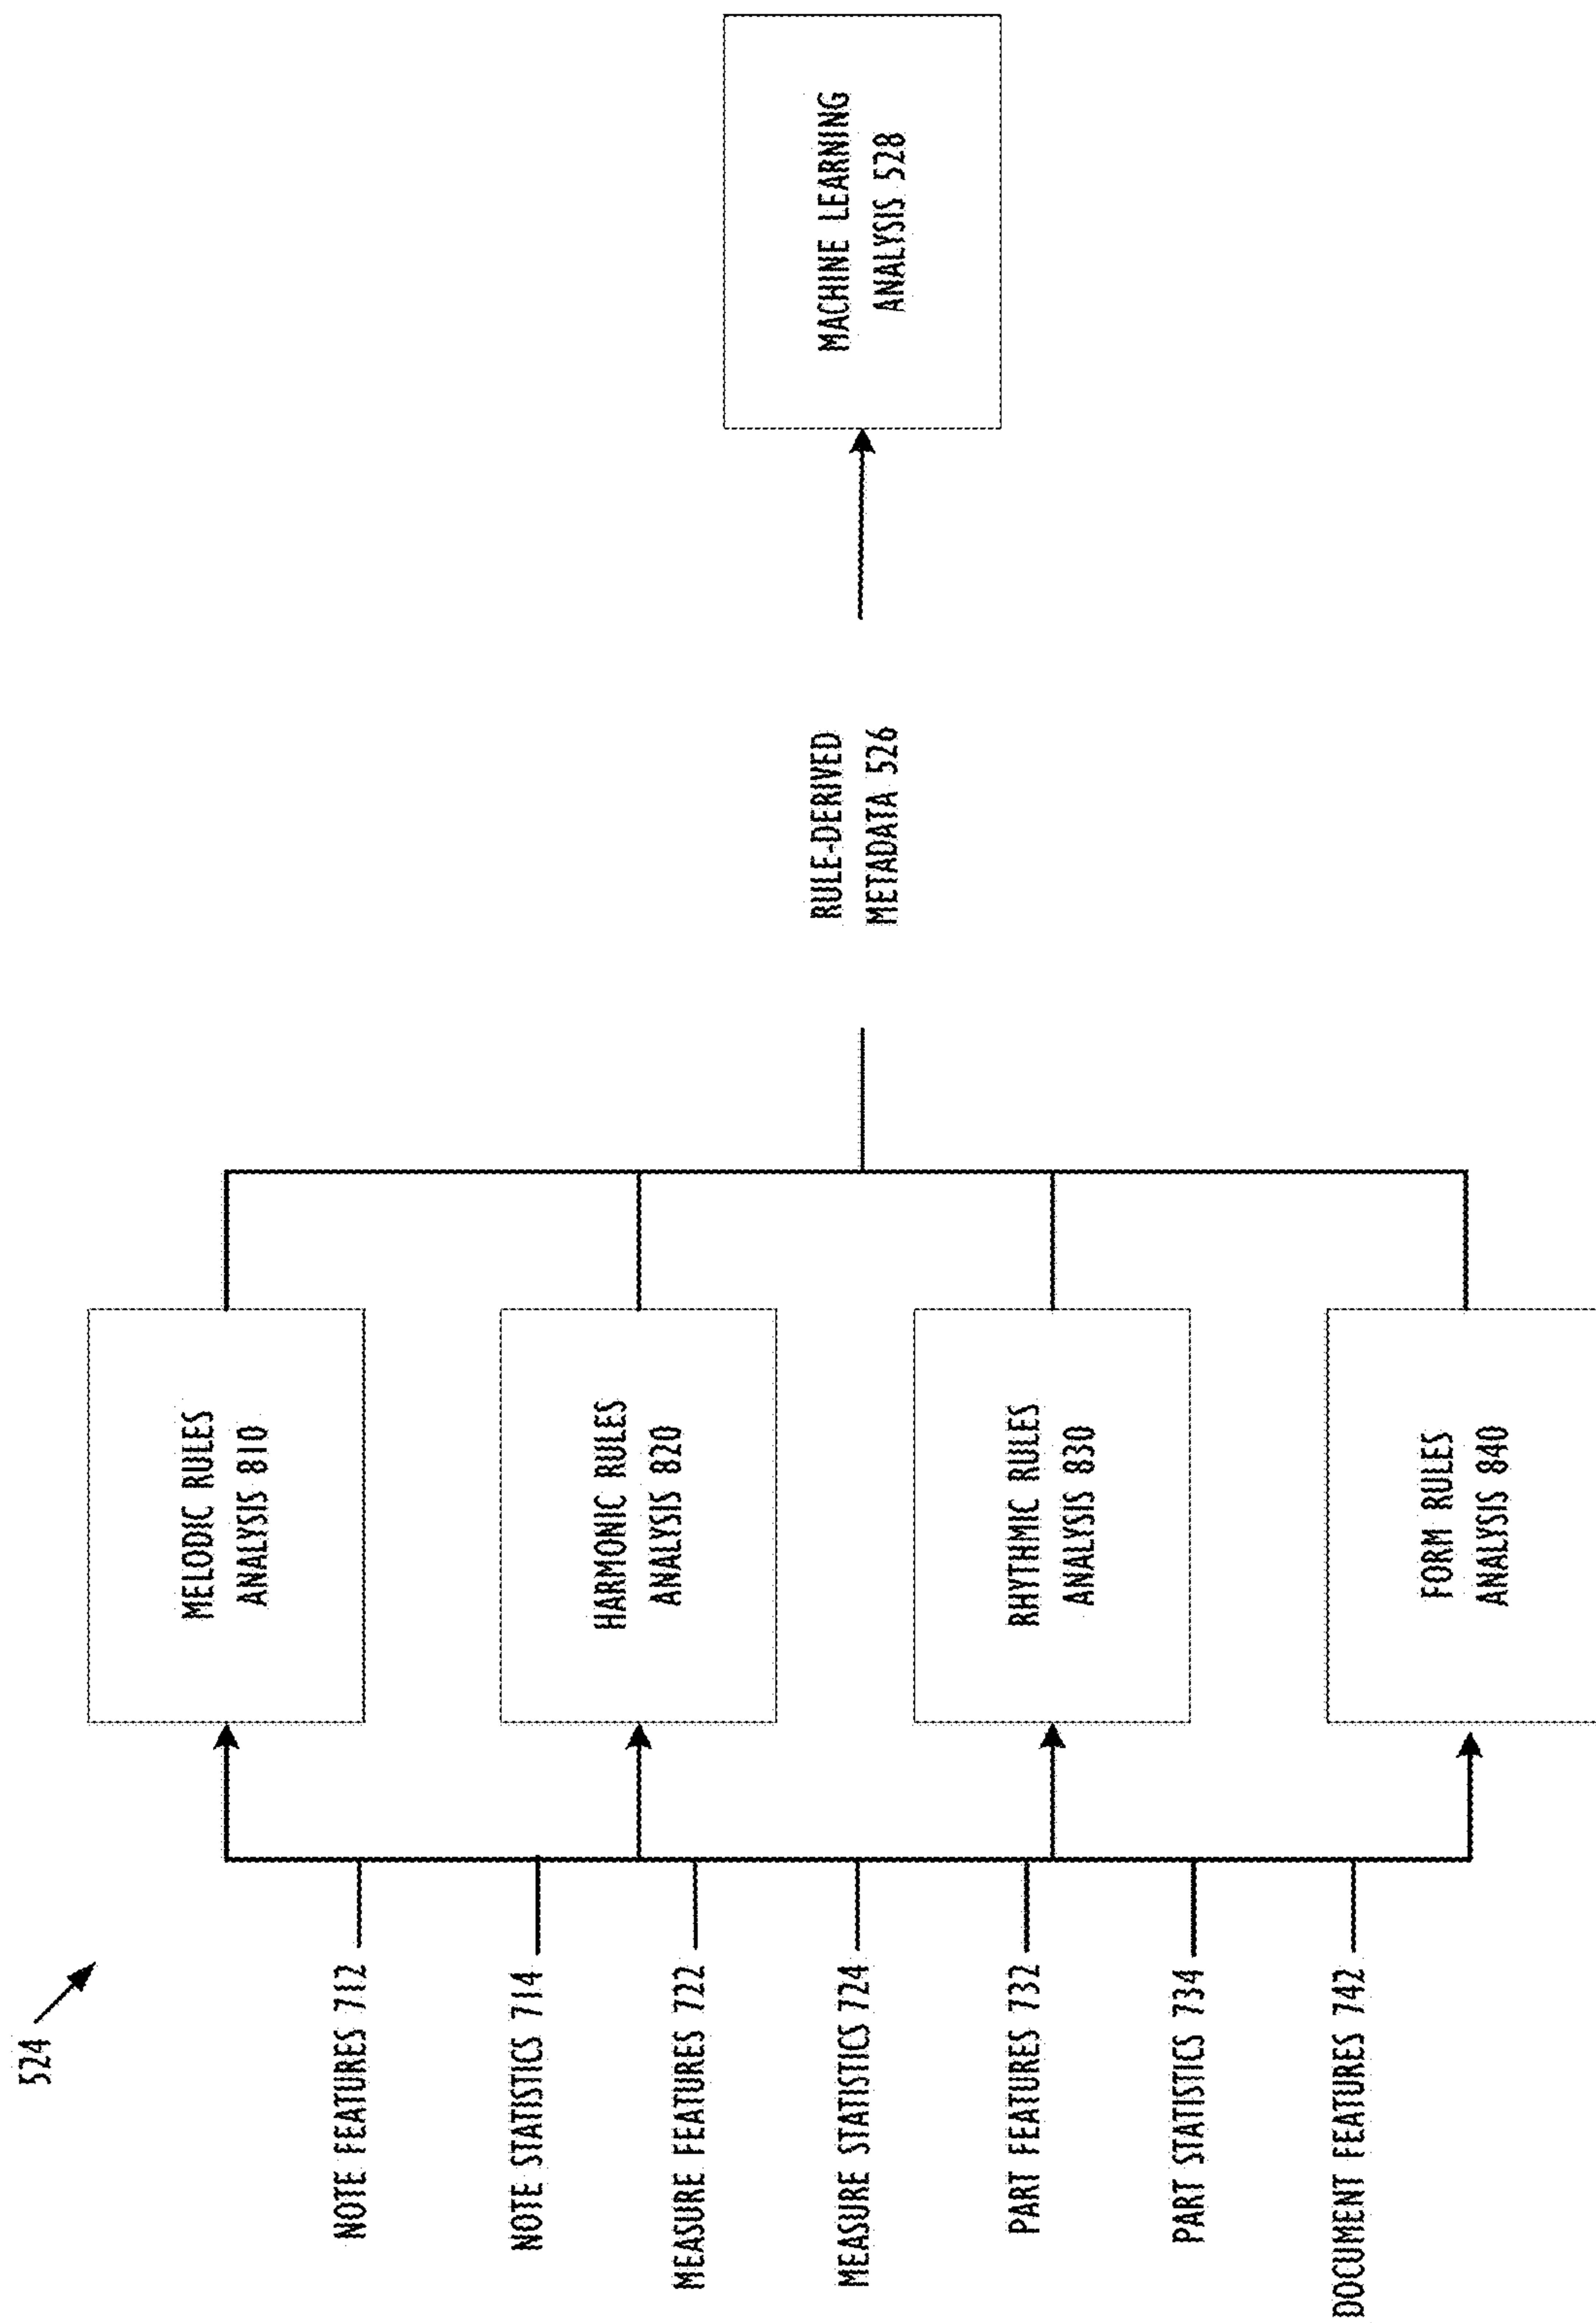 524
NOTE FEATURES 712
NOTE STATISTICS 714
MEASURE FEATURES 722
MEASURE STATISTICS 724
PART FEATURES 732
PART STATISTICS 734
DOCUMENT FEATURES 742
MELODIC RULES
ANALYSIS 810
HARMONIC RULES
ANALYSIS 820
RHYTHMIC RULES
ANALYSIS 830
FORM RULES
ANALYSIS 840
RULE-DERIVED
METADATA 526
MACHINE LEARNING
ANALYSIS 528